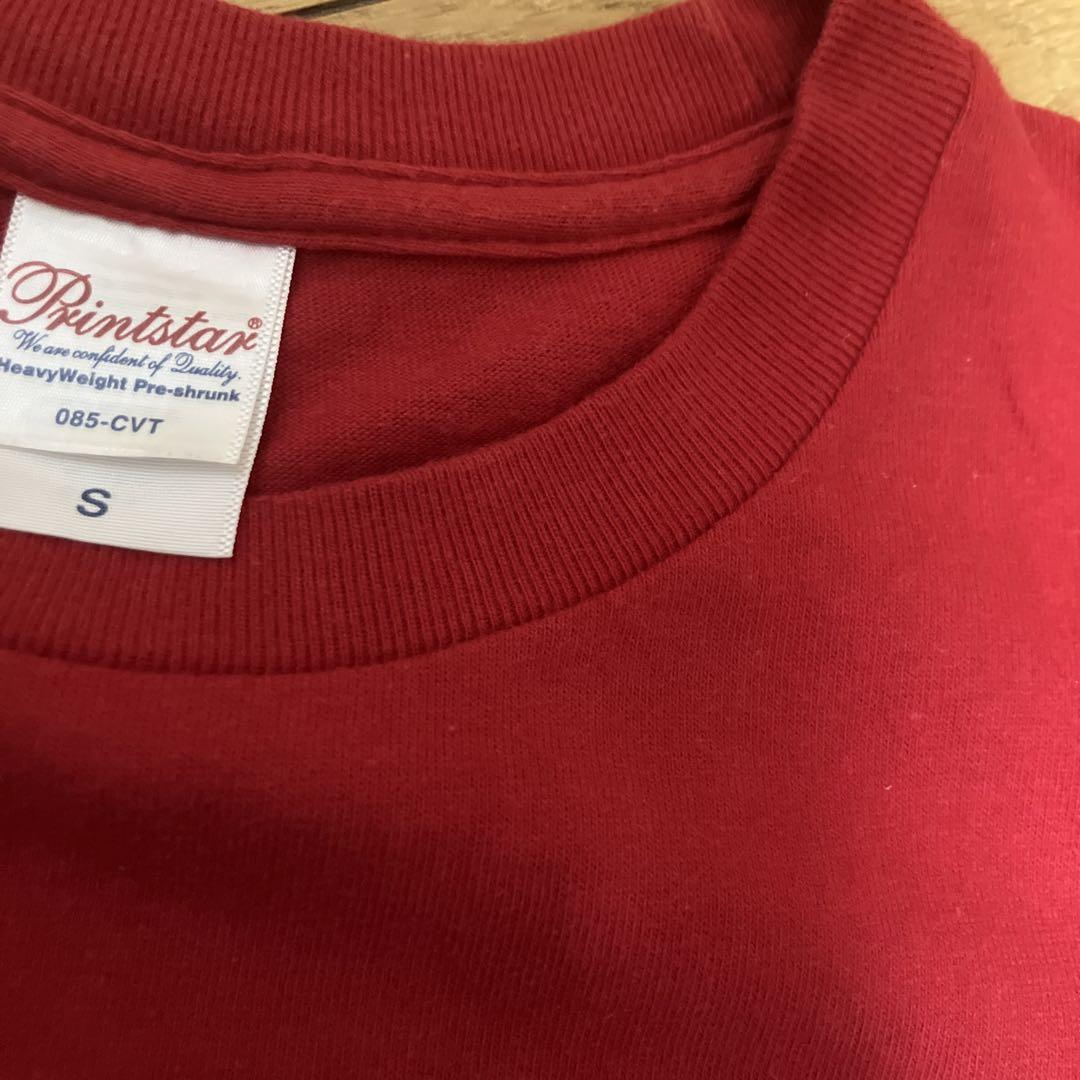 Printstar®
We are confident of Quality.
HeavyWeight Pre-shrunk
085-CVT
S